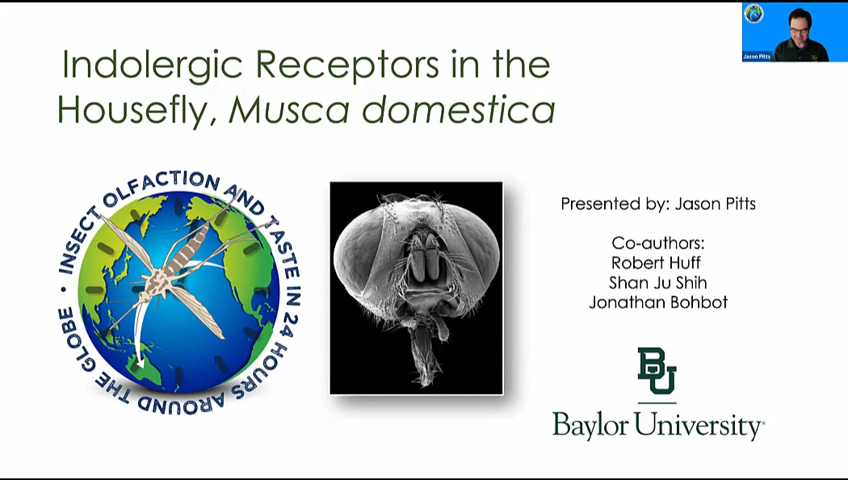 Indolergic Receptors in the
Housefly, Musca domestica
Jason Pitts
INSECT OLFACTION AND TASTE IN 24 HOURS AROUND THE GLOBE •
Presented by: Jason Pitts
Co-authors:
Robert Huff
Shan Ju Shih
Jonathan Bohbot
BU
Baylor University